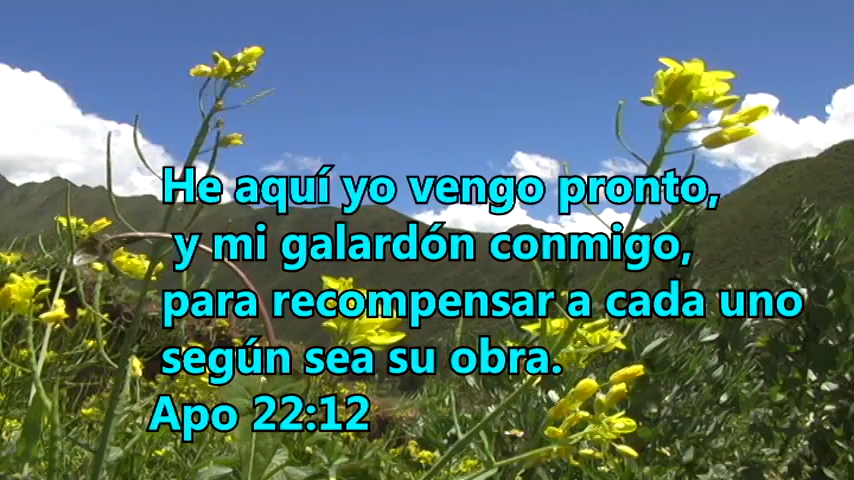 He aquí yo vengo pronto,
y mi galardón conmigo,
para recompensar a cada uno
según sea su obra.
Apo 22:12